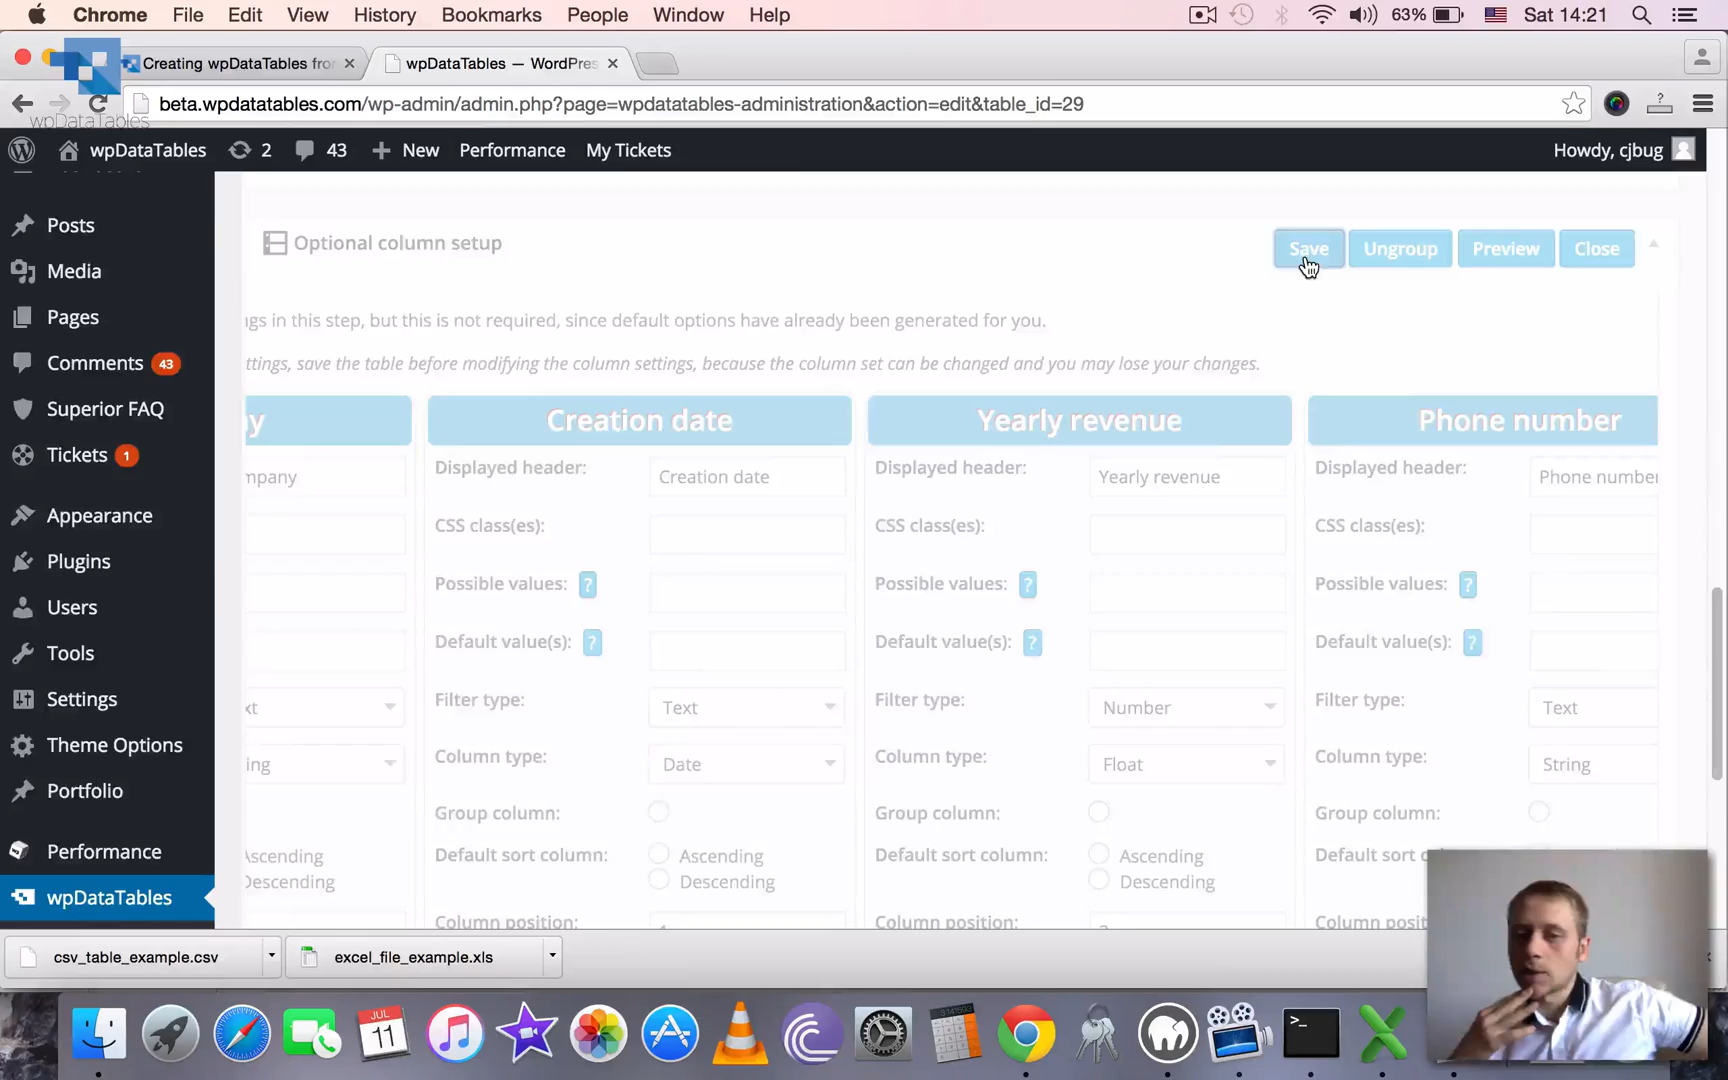 Chrome File Edit View History Bookmarks People Window Help 63% Sat 14:21
Creating wpDataTables fro
wpDataTables — WordPres
beta.wpdatatables.com/wp-admin/admin.php?page=wpdatatables-administration&action=edit&table_id=29
wpDataTables
wpDataTables 2 43 New Performance My Tickets Howdy, cjbug
Posts
Media
Pages
Comments 43
Superior FAQ
Tickets 1
Appearance
Plugins
Users
Tools
Settings
Theme Options
Portfolio
Performance
wpDataTables
Optional column setup Save Ungroup Preview Close
ngs in this step, but this is not required, since default options have already been generated for you.
ttings, save the table before modifying the column settings, because the column set can be changed and you may lose your changes.
y Creation date Yearly revenue Phone number
mpany Displayed header: Creation date Displayed header: Yearly revenue Displayed header: Phone number
CSS class(es): CSS class(es): CSS class(es):
Possible values: ? Possible values: ? Possible values: ?
Default value(s): ? Default value(s): ? Default value(s): ?
xt Filter type: Text Filter type: Number Filter type: Text
ing Column type: Date Column type: Float Column type: String
Group column: Group column: Group column:
Ascending Default sort column: Ascending Default sort column: Ascending Default sort c
Descending Descending Descending
Column position: Column position: Column posit
csv_table_example.csv excel_file_example.xls
JUL
11